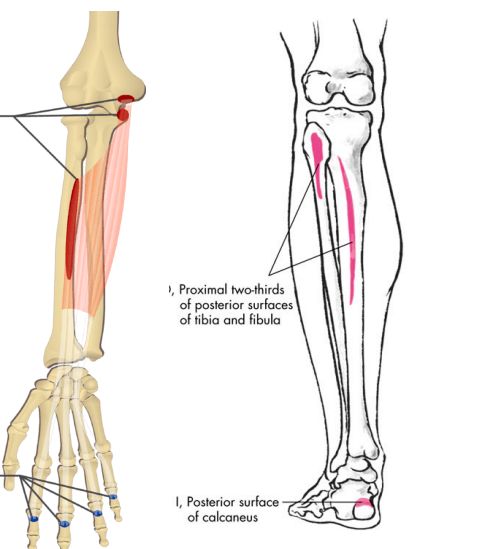 ), Proximal two-thirds
of posterior surfaces
of tibia and fibula
I, Posterior surface
of calcaneus